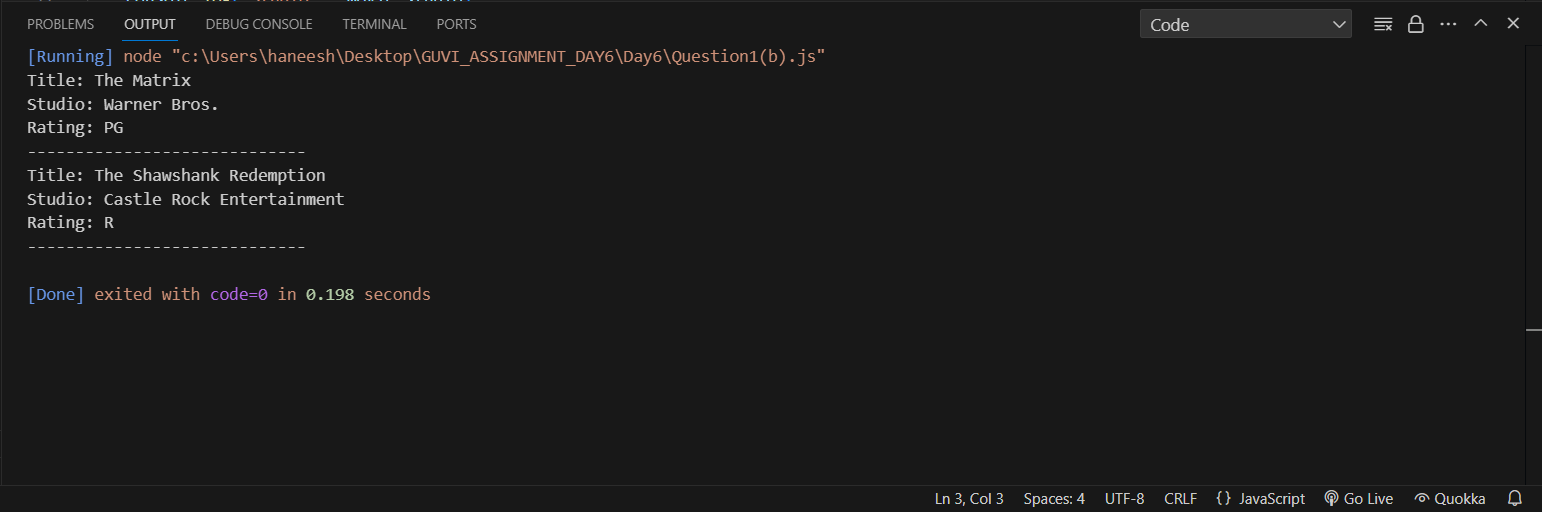 PROBLEMS OUTPUT DEBUG CONSOLE TERMINAL PORTS Code
[Running] node "c:\Users\haneesh\Desktop\GUVI_ASSIGNMENT_DAY6\Day6\Question1(b).js"
Title: The Matrix
Studio: Warner Bros.
Rating: PG
-----------------------------
Title: The Shawshank Redemption
Studio: Castle Rock Entertainment
Rating: R
-----------------------------
[Done] exited with code=0 in 0.198 seconds
Ln 3, Col 3 Spaces: 4 UTF-8 CRLF {} JavaScript Go Live Quokka